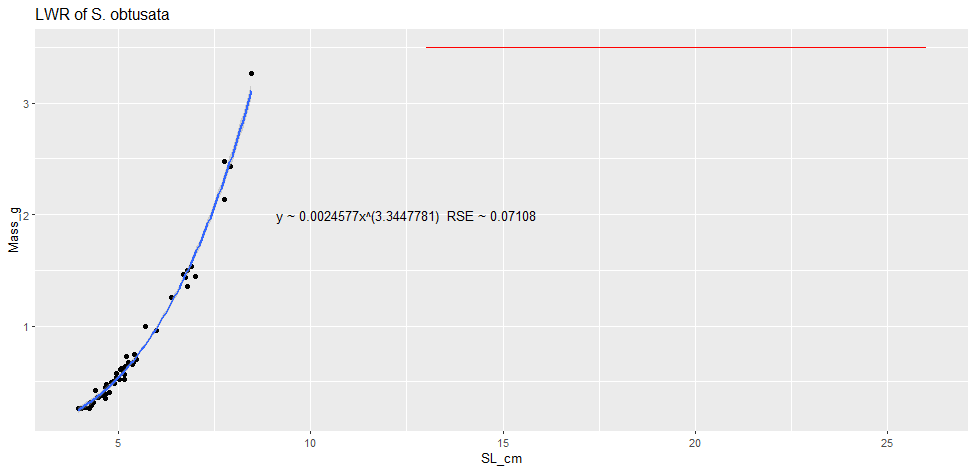 LWR of S. obtusata
3
2
1
Mass_g
y ~ 0.0024577x^(3.3447781) RSE ~ 0.07108
5
10
15
20
25
SL_cm